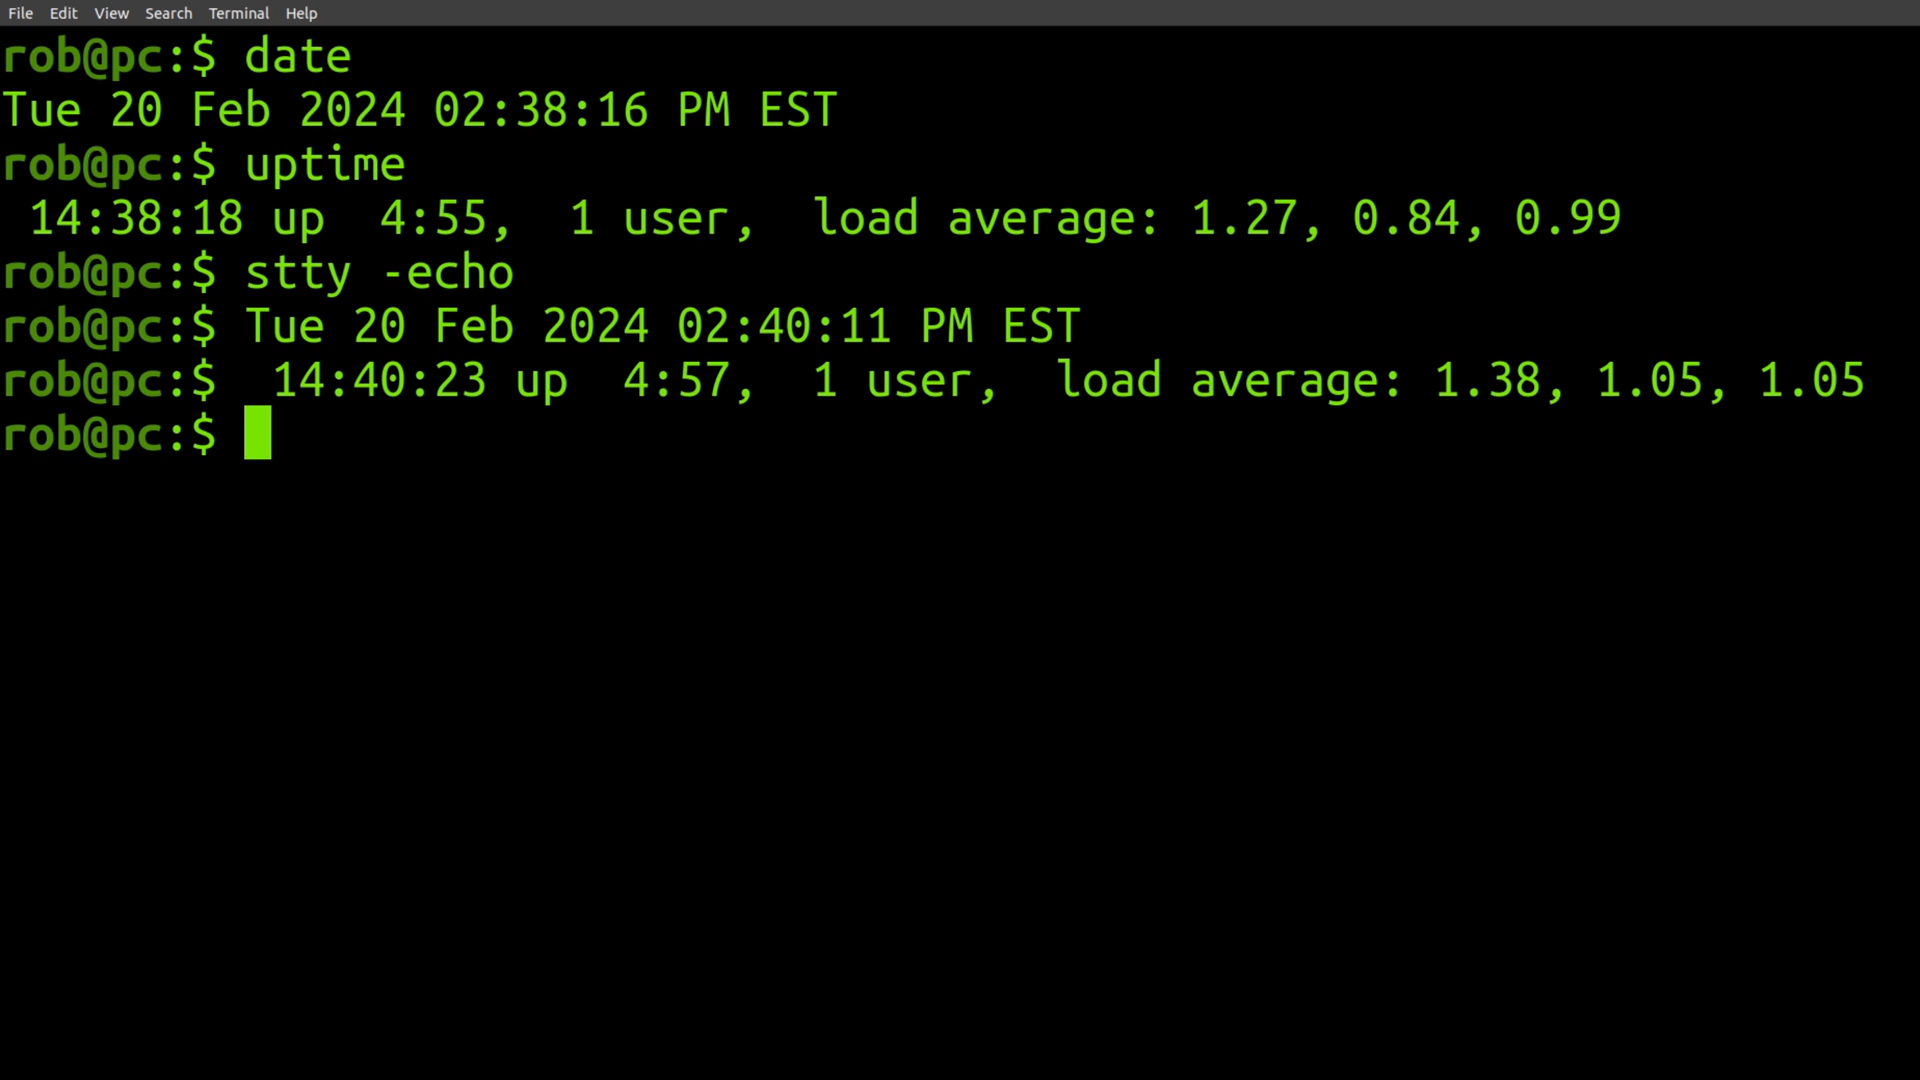 File Edit View Search Terminal Help
rob@pc:$ date
Tue 20 Feb 2024 02:38:16 PM EST
rob@pc:$ uptime
 14:38:18 up  4:55,  1 user,  load average: 1.27, 0.84, 0.99
rob@pc:$ stty -echo
rob@pc:$ Tue 20 Feb 2024 02:40:11 PM EST
rob@pc:$  14:40:23 up  4:57,  1 user,  load average: 1.38, 1.05, 1.05
rob@pc:$